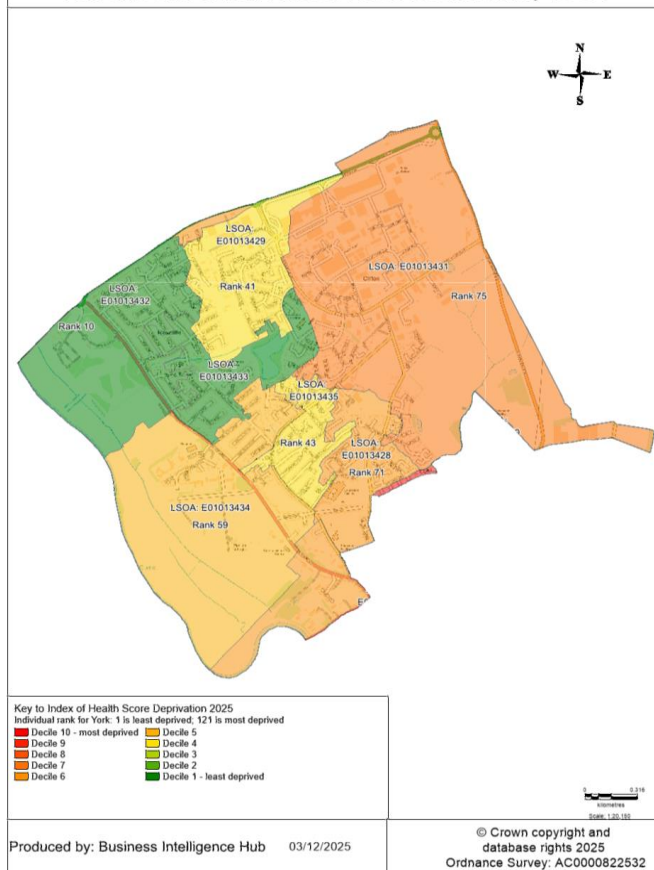 N
W E
S
LSOA:
E01013429
LSOA: E01013431
LSOA:
E01013432
Rank 41
Rank 75
Rank 10
LSOA:
E01013433
LSOA:
E01013435
Rank 43
LSOA:
E01013428
Rank 71
LSOA: E01013434
Rank 59
Key to Index of Health Score Deprivation 2025
Individual rank for York: 1 is least deprived; 121 is most deprived
Decile 10 - most deprived
Decile 9
Decile 8
Decile 7
Decile 6
Decile 5
Decile 4
Decile 3
Decile 2
Decile 1 - least deprived
0 0.316
kilometres
Scale: 1:20,150
Produced by: Business Intelligence Hub 03/12/2025
© Crown copyright and
database rights 2025
Ordnance Survey: AC0000822532